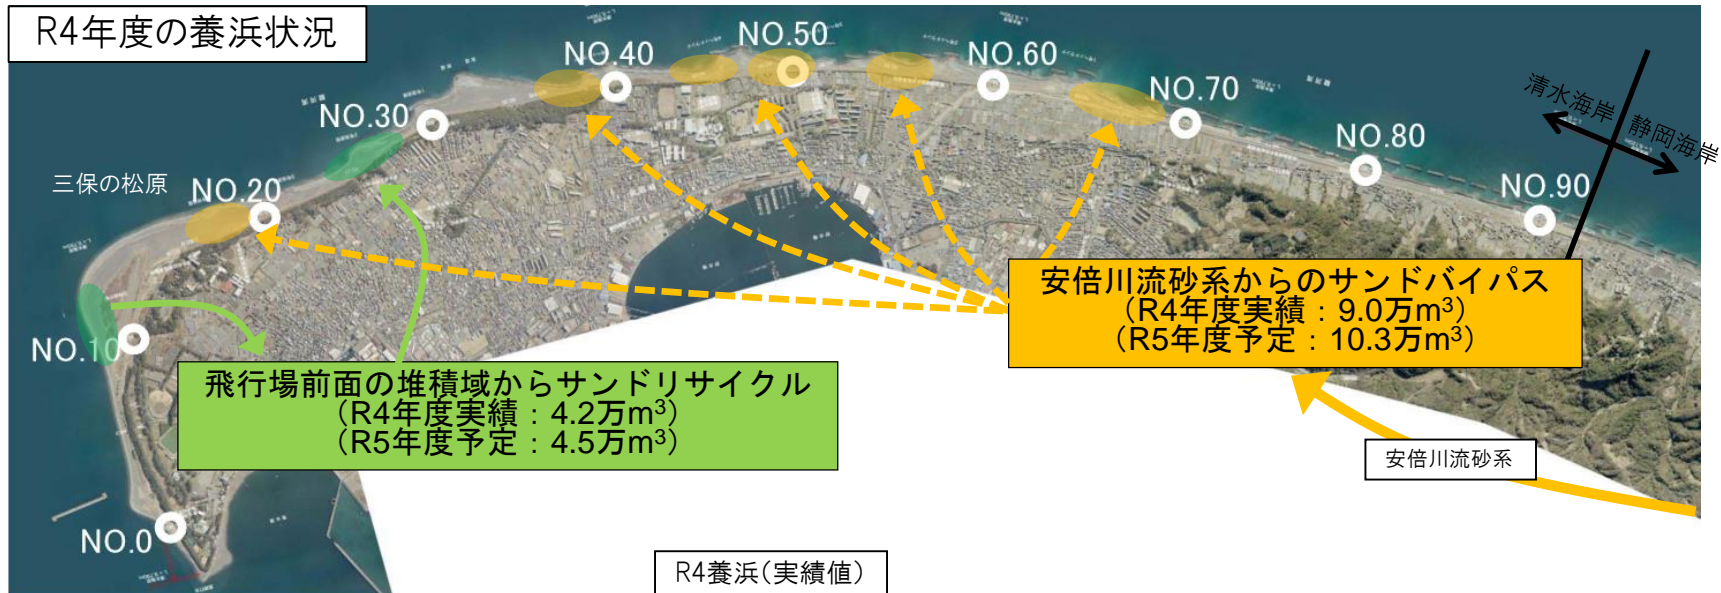 R4年度の養浜状況
NO.50
NO.40
NO.60
NO.30
NO.70
清水海岸
静岡海岸
NO.80
三保の松原
NO.20
NO.90
安倍川流砂系からのサンドバイパス
（R4年度実績：9.0万m³）
（R5年度予定：10.3万m³）
NO.10
飛行場前面の堆積域からサンドリサイクル
（R4年度実績：4.2万m³）
（R5年度予定：4.5万m³）
安倍川流砂系
NO.0
R4養浜（実績値）